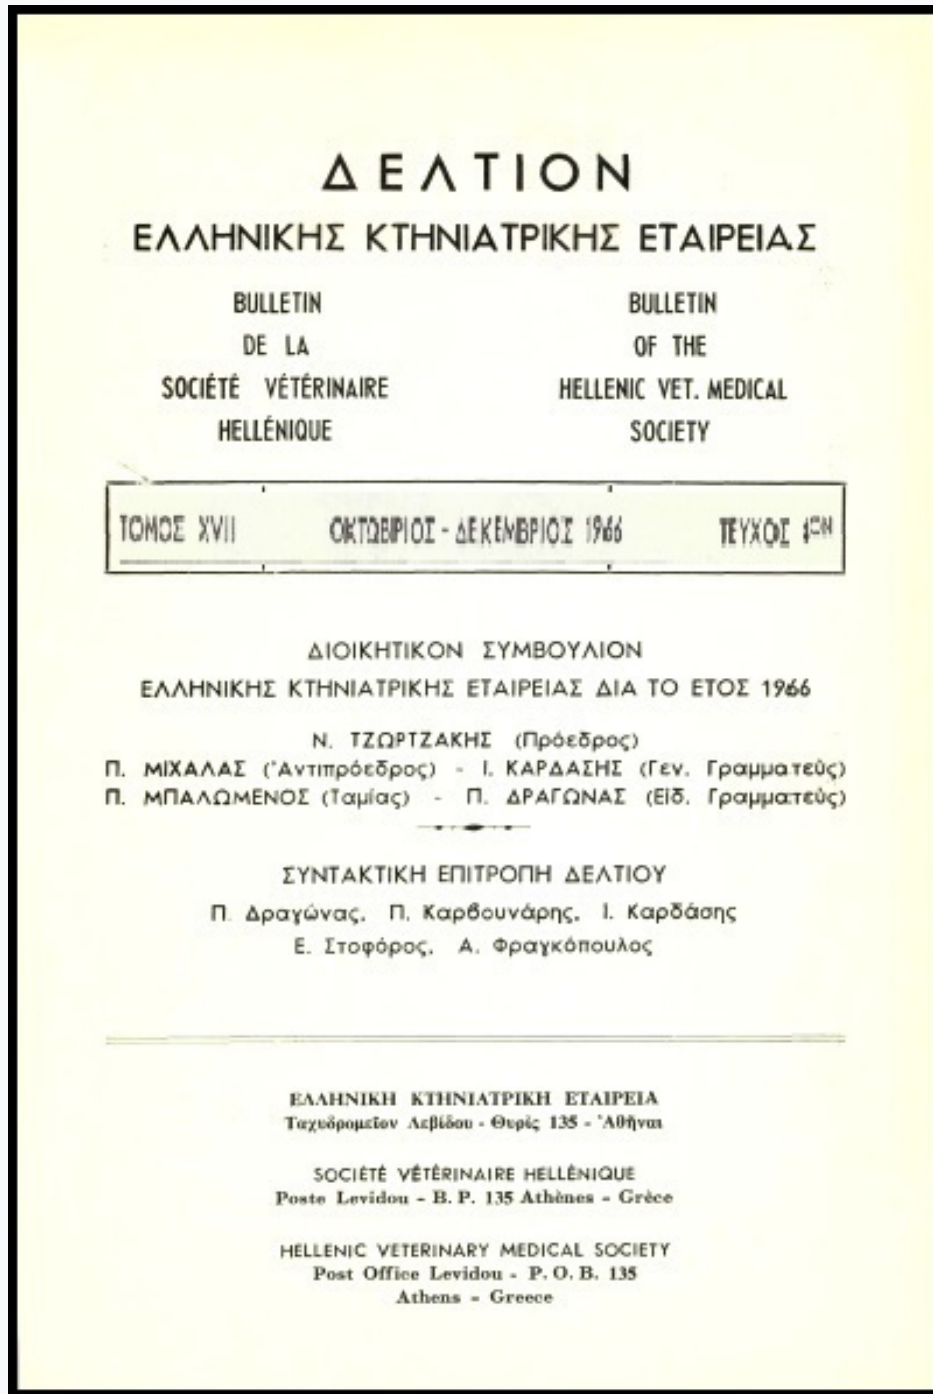 ΔΕΛΤΙΟΝ
ΕΛΛΗΝΙΚΗΣ ΚΤΗΝΙΑΤΡΙΚΗΣ ΕΤΑΙΡΕΙΑΣ
BULLETIN
DE LA
SOCIÉTÉ VÉTÉRINAIRE
HELLÉNIQUE
BULLETIN
OF THE
HELLENIC VET. MEDICAL
SOCIETY
ΤΟΜΟΣ XVII ΟΚΤΩΒΡΙΟΣ - ΔΕΚΕΜΒΡΙΟΣ 1966 ΤΕΥΧΟΣ 4ΟΝ
ΔΙΟΙΚΗΤΙΚΟΝ ΣΥΜΒΟΥΛΙΟΝ
ΕΛΛΗΝΙΚΗΣ ΚΤΗΝΙΑΤΡΙΚΗΣ ΕΤΑΙΡΕΙΑΣ ΔΙΑ ΤΟ ΕΤΟΣ 1966
Ν. ΤΖΩΡΤΖΑΚΗΣ (Πρόεδρος)
Π. ΜΙΧΑΛΑΣ (Ἀντιπρόεδρος) - Ι. ΚΑΡΔΑΣΗΣ (Γεν. Γραμματεὺς)
Π. ΜΠΑΛΩΜΕΝΟΣ (Ταμίας) - Π. ΔΡΑΓΩΝΑΣ (Εἰδ. Γραμματεὺς)
ΣΥΝΤΑΚΤΙΚΗ ΕΠΙΤΡΟΠΗ ΔΕΛΤΙΟΥ
Π. Δραγώνας, Π. Καρβουνάρης, Ι. Καρδάσης
Ε. Στοφόρος, Α. Φραγκόπουλος
ΕΛΛΗΝΙΚΗ ΚΤΗΝΙΑΤΡΙΚΗ ΕΤΑΙΡΕΙΑ
Ταχυδρομεῖον Λεβίδου - Θυρὶς 135 - Ἀθῆναι
SOCIÉTÉ VÉTÉRINAIRE HELLÉNIQUE
Poste Levidou - B. P. 135 Athènes - Grèce
HELLENIC VETERINARY MEDICAL SOCIETY
Post Office Levidou - P. O. B. 135
Athens - Greece